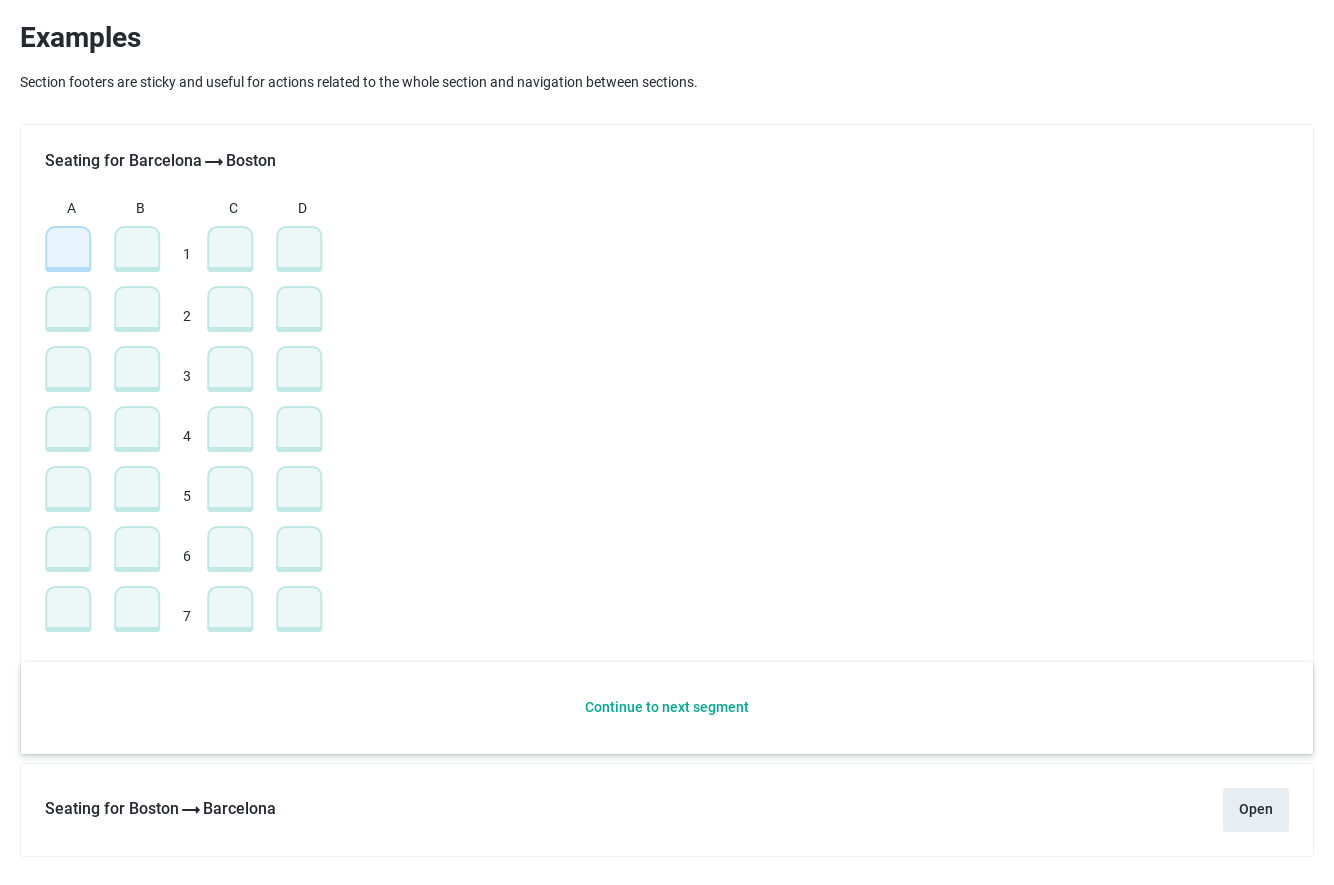 Examples
Section footers are sticky and useful for actions related to the whole section and navigation between sections.
Seating for Barcelona → Boston
A B C D
1
2
3
4
5
6
7
Continue to next segment
Seating for Boston → Barcelona
Open